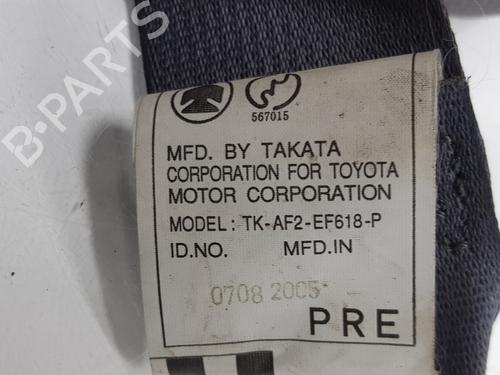 567015
MFD. BY TAKATA
CORPORATION FOR TOYOTA
MOTOR CORPORATION
MODEL: TK-AF2-EF618-P
ID.NO. MFD.IN
0708 2005
PRE
B-PARTS